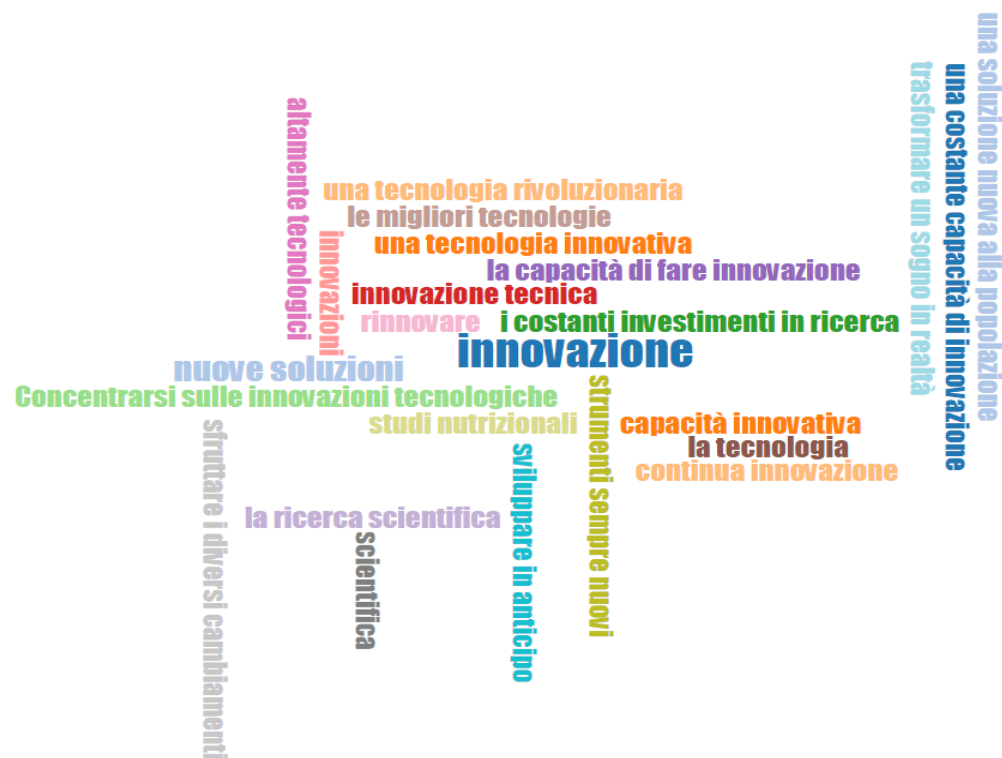 una soluzione nuova alla popolazione
una costante capacità di innovazione
trasformare un sogno in realtà
altamente tecnologici
una tecnologia rivoluzionaria
le migliori tecnologie
innovazioni
una tecnologia innovativa
la capacità di fare innovazione
innovazione tecnica
rinnovare
i costanti investimenti in ricerca
innovazione
nuove soluzioni
Concentrarsi sulle innovazioni tecnologiche
strumenti sempre nuovi
studi nutrizionali
capacità innovativa
sfruttare i diversi cambiamenti
la tecnologia
sviluppare in anticipo
continua innovazione
la ricerca scientifica
scientifica